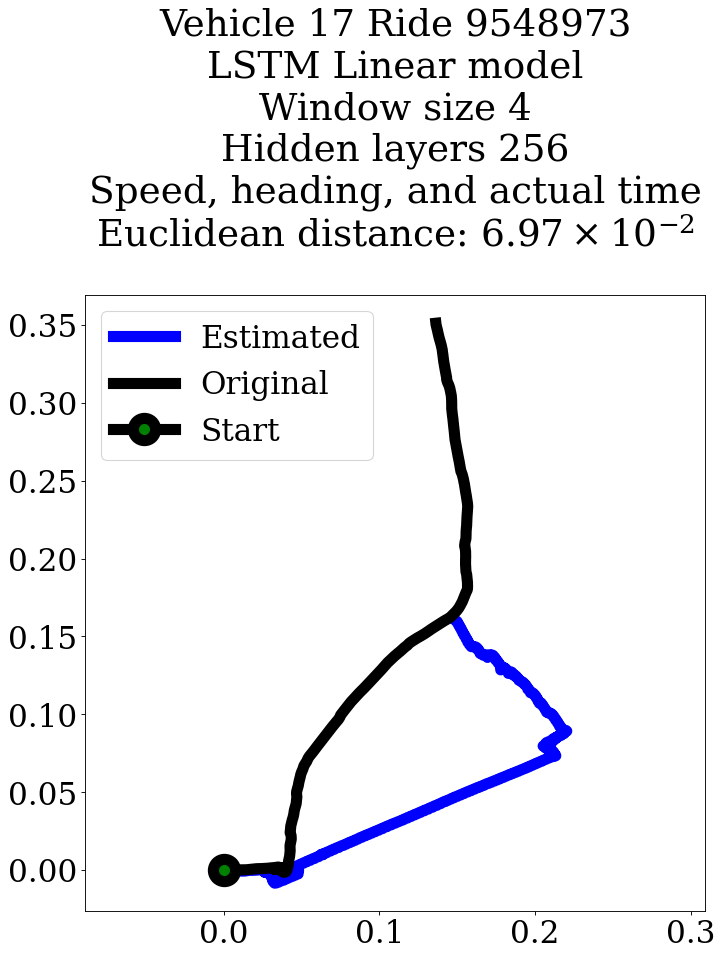 Vehicle 17 Ride 9548973
LSTM Linear model
Window size 4
Hidden layers 256
Speed, heading, and actual time
Euclidean distance: 6.97 × 10⁻²
Estimated
Original
Start
0.35
0.30
0.25
0.20
0.15
0.10
0.05
0.00
0.0 0.1 0.2 0.3